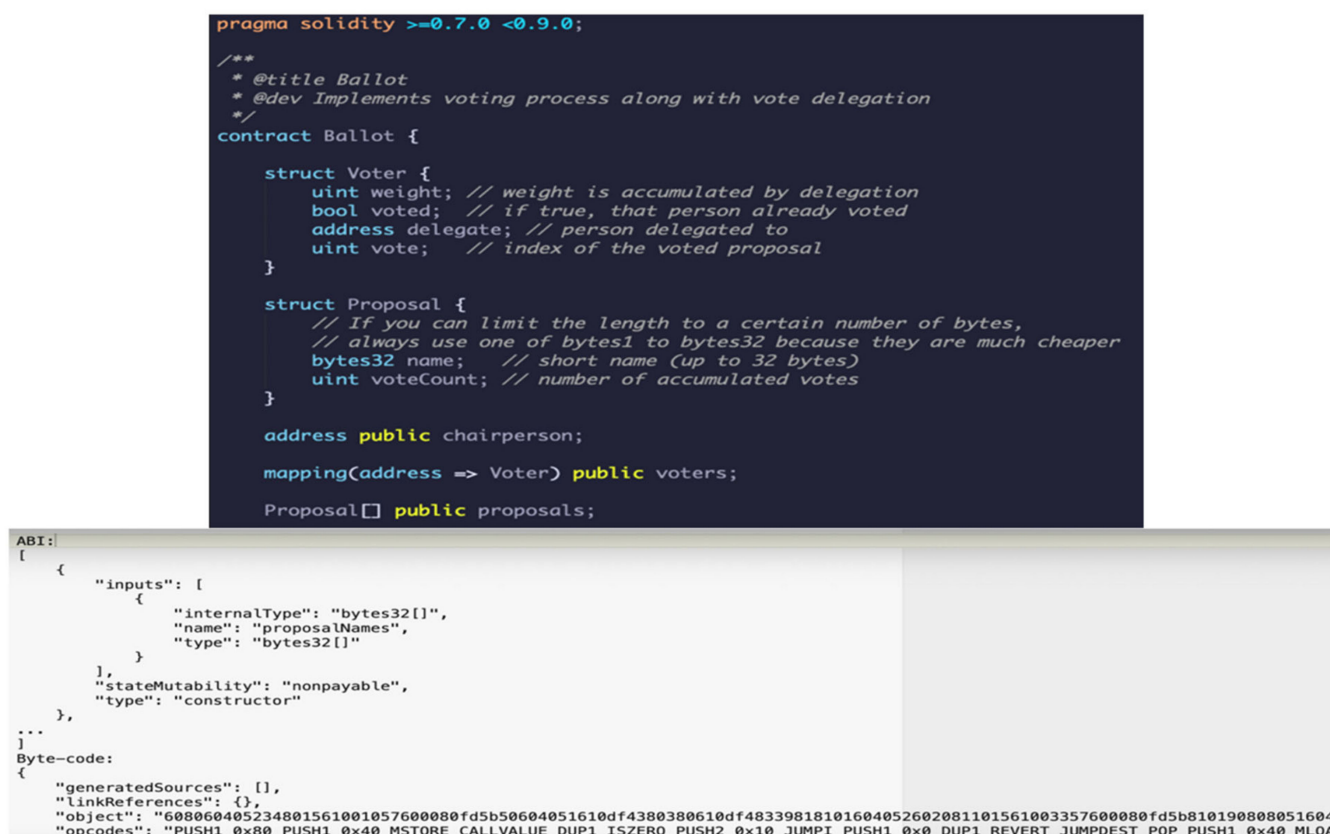 pragma solidity >=0.7.0 <0.9.0;
/**
* @title Ballot
* @dev Implements voting process along with vote delegation
*/
contract Ballot {
struct Voter {
uint weight; // weight is accumulated by delegation
bool voted;  // if true, that person already voted
address delegate; // person delegated to
uint vote;   // index of the voted proposal
}
struct Proposal {
// If you can limit the length to a certain number of bytes,
// always use one of bytes1 to bytes32 because they are much cheaper
bytes32 name;   // short name (up to 32 bytes)
uint voteCount; // number of accumulated votes
}
address public chairperson;
mapping(address => Voter) public voters;
Proposal[] public proposals;
ABI:
[
{
"inputs": [
{
"internalType": "bytes32[]",
"name": "proposalNames",
"type": "bytes32[]"
}
],
"stateMutability": "nonpayable",
"type": "constructor"
},
...
]
Byte-code:
{
"generatedSources": [],
"linkReferences": {},
"object": "608060405234801561001057600080fd5b50604051610df4380380610df483398181016040526020811015610033576000080fd5b810190808051604
"opcodes": "PUSH1 0x80 PUSH1 0x40 MSTORE CALLVALUE DUP1 ISZERO PUSH2 0x10 JUMPI PUSH1 0x0 DUP1 REVERT JUMPDEST POP PUSH1 0x40 MLO